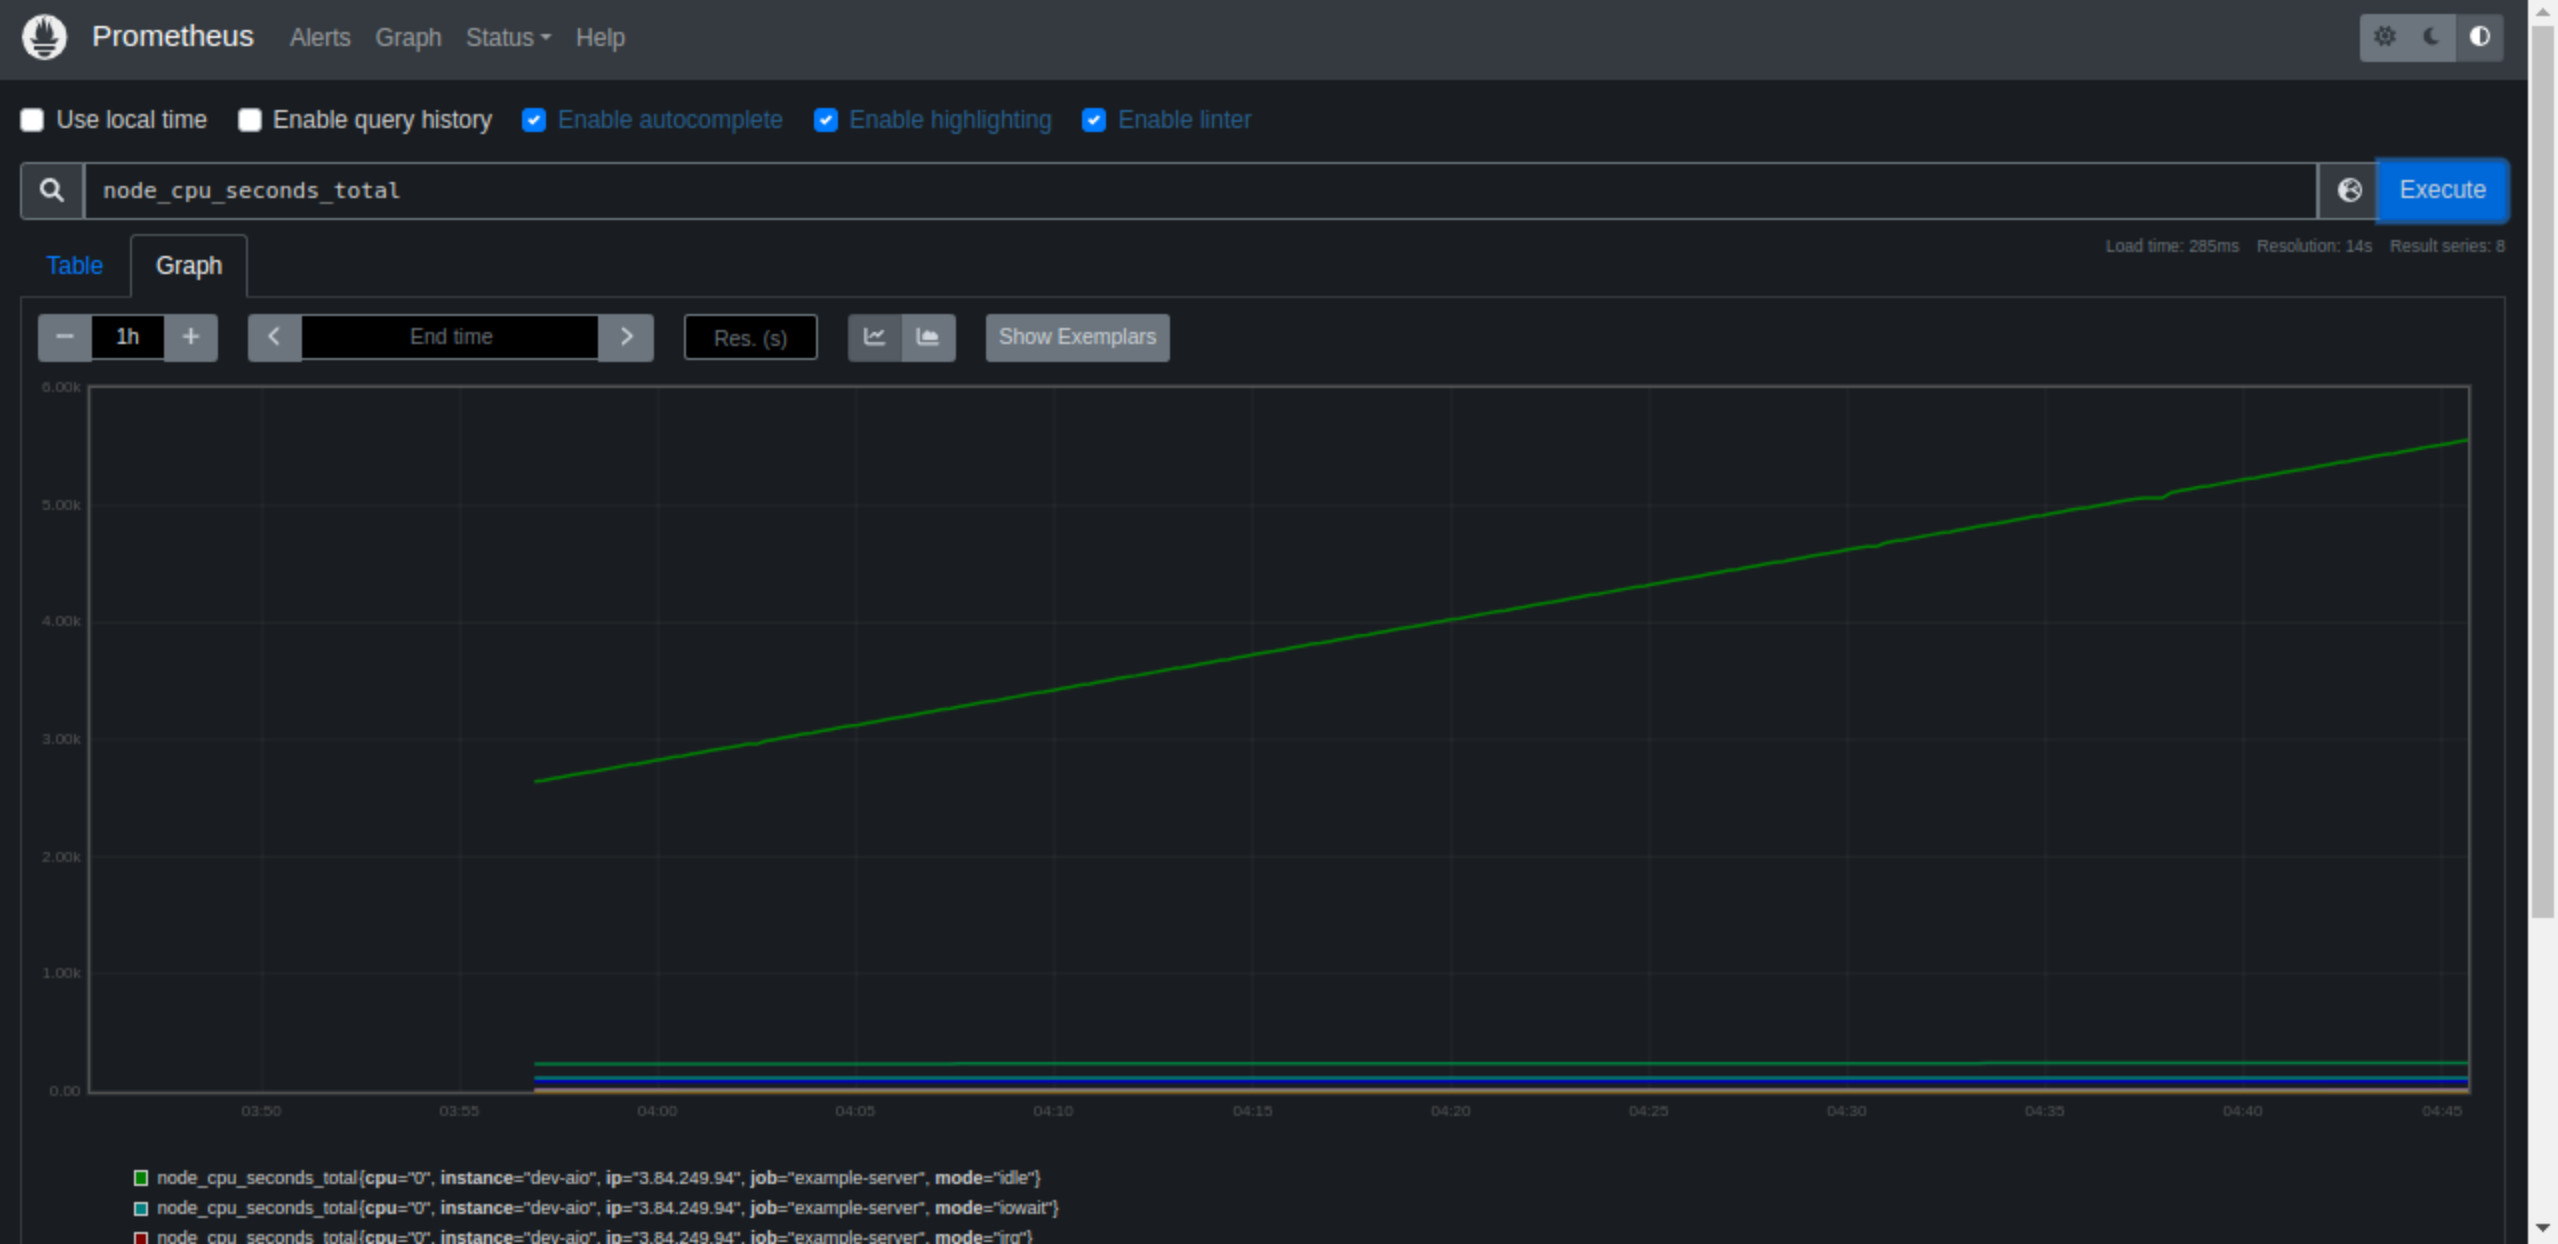 Prometheus Alerts Graph Status Help
Use local time Enable query history Enable autocomplete Enable highlighting Enable linter
node_cpu_seconds_total Execute
Load time: 285ms Resolution: 14s Result series: 8
Table Graph
1h End time Res. (s) Show Exemplars
6.00k
5.00k
4.00k
3.00k
2.00k
1.00k
0.00
03:50 03:55 04:00 04:05 04:10 04:15 04:20 04:25 04:30 04:35 04:40 04:45
node_cpu_seconds_total{cpu="0", instance="dev-aio", ip="3.84.249.94", job="example-server", mode="idle"}
node_cpu_seconds_total{cpu="0", instance="dev-aio", ip="3.84.249.94", job="example-server", mode="iowait"}
node_cpu_seconds_total{cpu="0", instance="dev-aio", ip="3.84.249.94", job="example-server", mode="irq"}